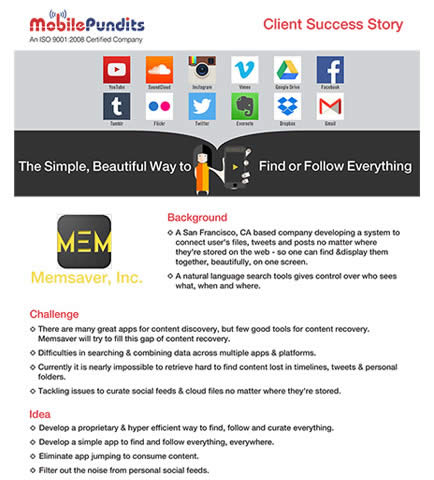 MobilePundits
An ISO 9001:2008 Certified Company
Client Success Story
YouTube SoundCloud Instagram Vimeo Google Drive Facebook
t
flickr
Tumblr Flickr Twitter Evernote Dropbox Gmail
The Simple, Beautiful Way to Find or Follow Everything
MEM
Memsaver, Inc.
Background
A San Francisco, CA based company developing a system to
connect user's files, tweets and posts no matter where
they're stored on the web - so one can find &display them
together, beautifully, on one screen.
A natural language search tools gives control over who sees
what, when and where.
Challenge
There are many great apps for content discovery, but few good tools for content recovery.
Memsaver will try to fill this gap of content recovery.
Difficulties in searching & combining data across multiple apps & platforms.
Currently it is nearly impossible to retrieve hard to find content lost in timelines, tweets & personal
folders.
Tackling issues to curate social feeds & cloud files no matter where they're stored.
Idea
Develop a proprietary & hyper efficient way to find, follow and curate everything.
Develop a simple app to find and follow everything, everywhere.
Eliminate app jumping to consume content.
Filter out the noise from personal social feeds.